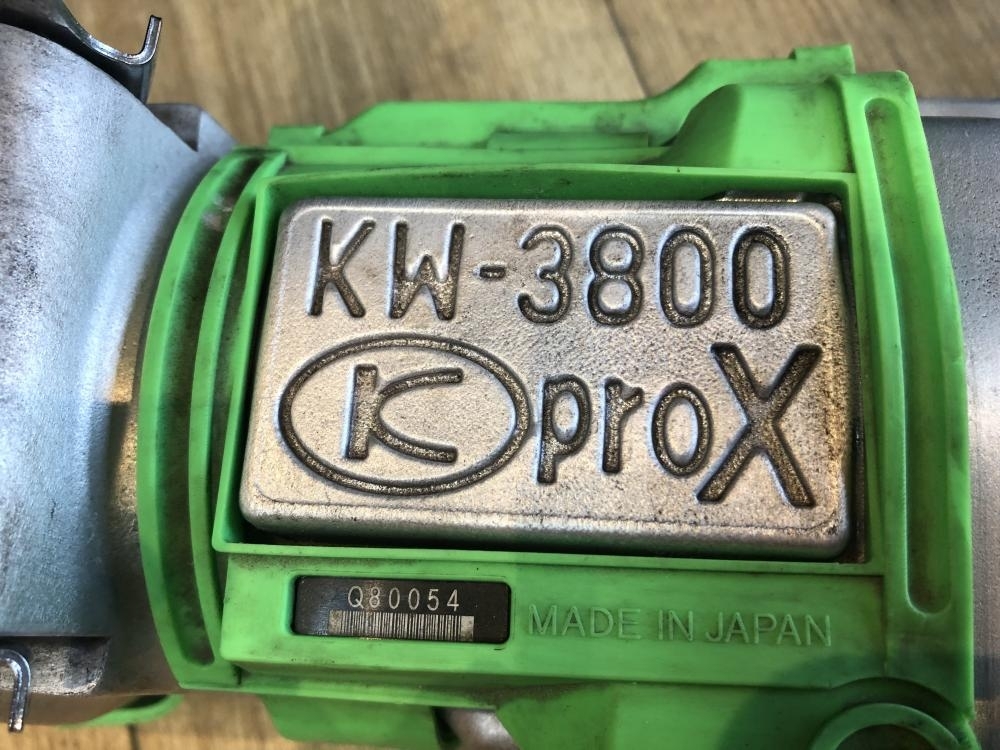 KW-3800
K proX
Q80054
MADE IN JAPAN